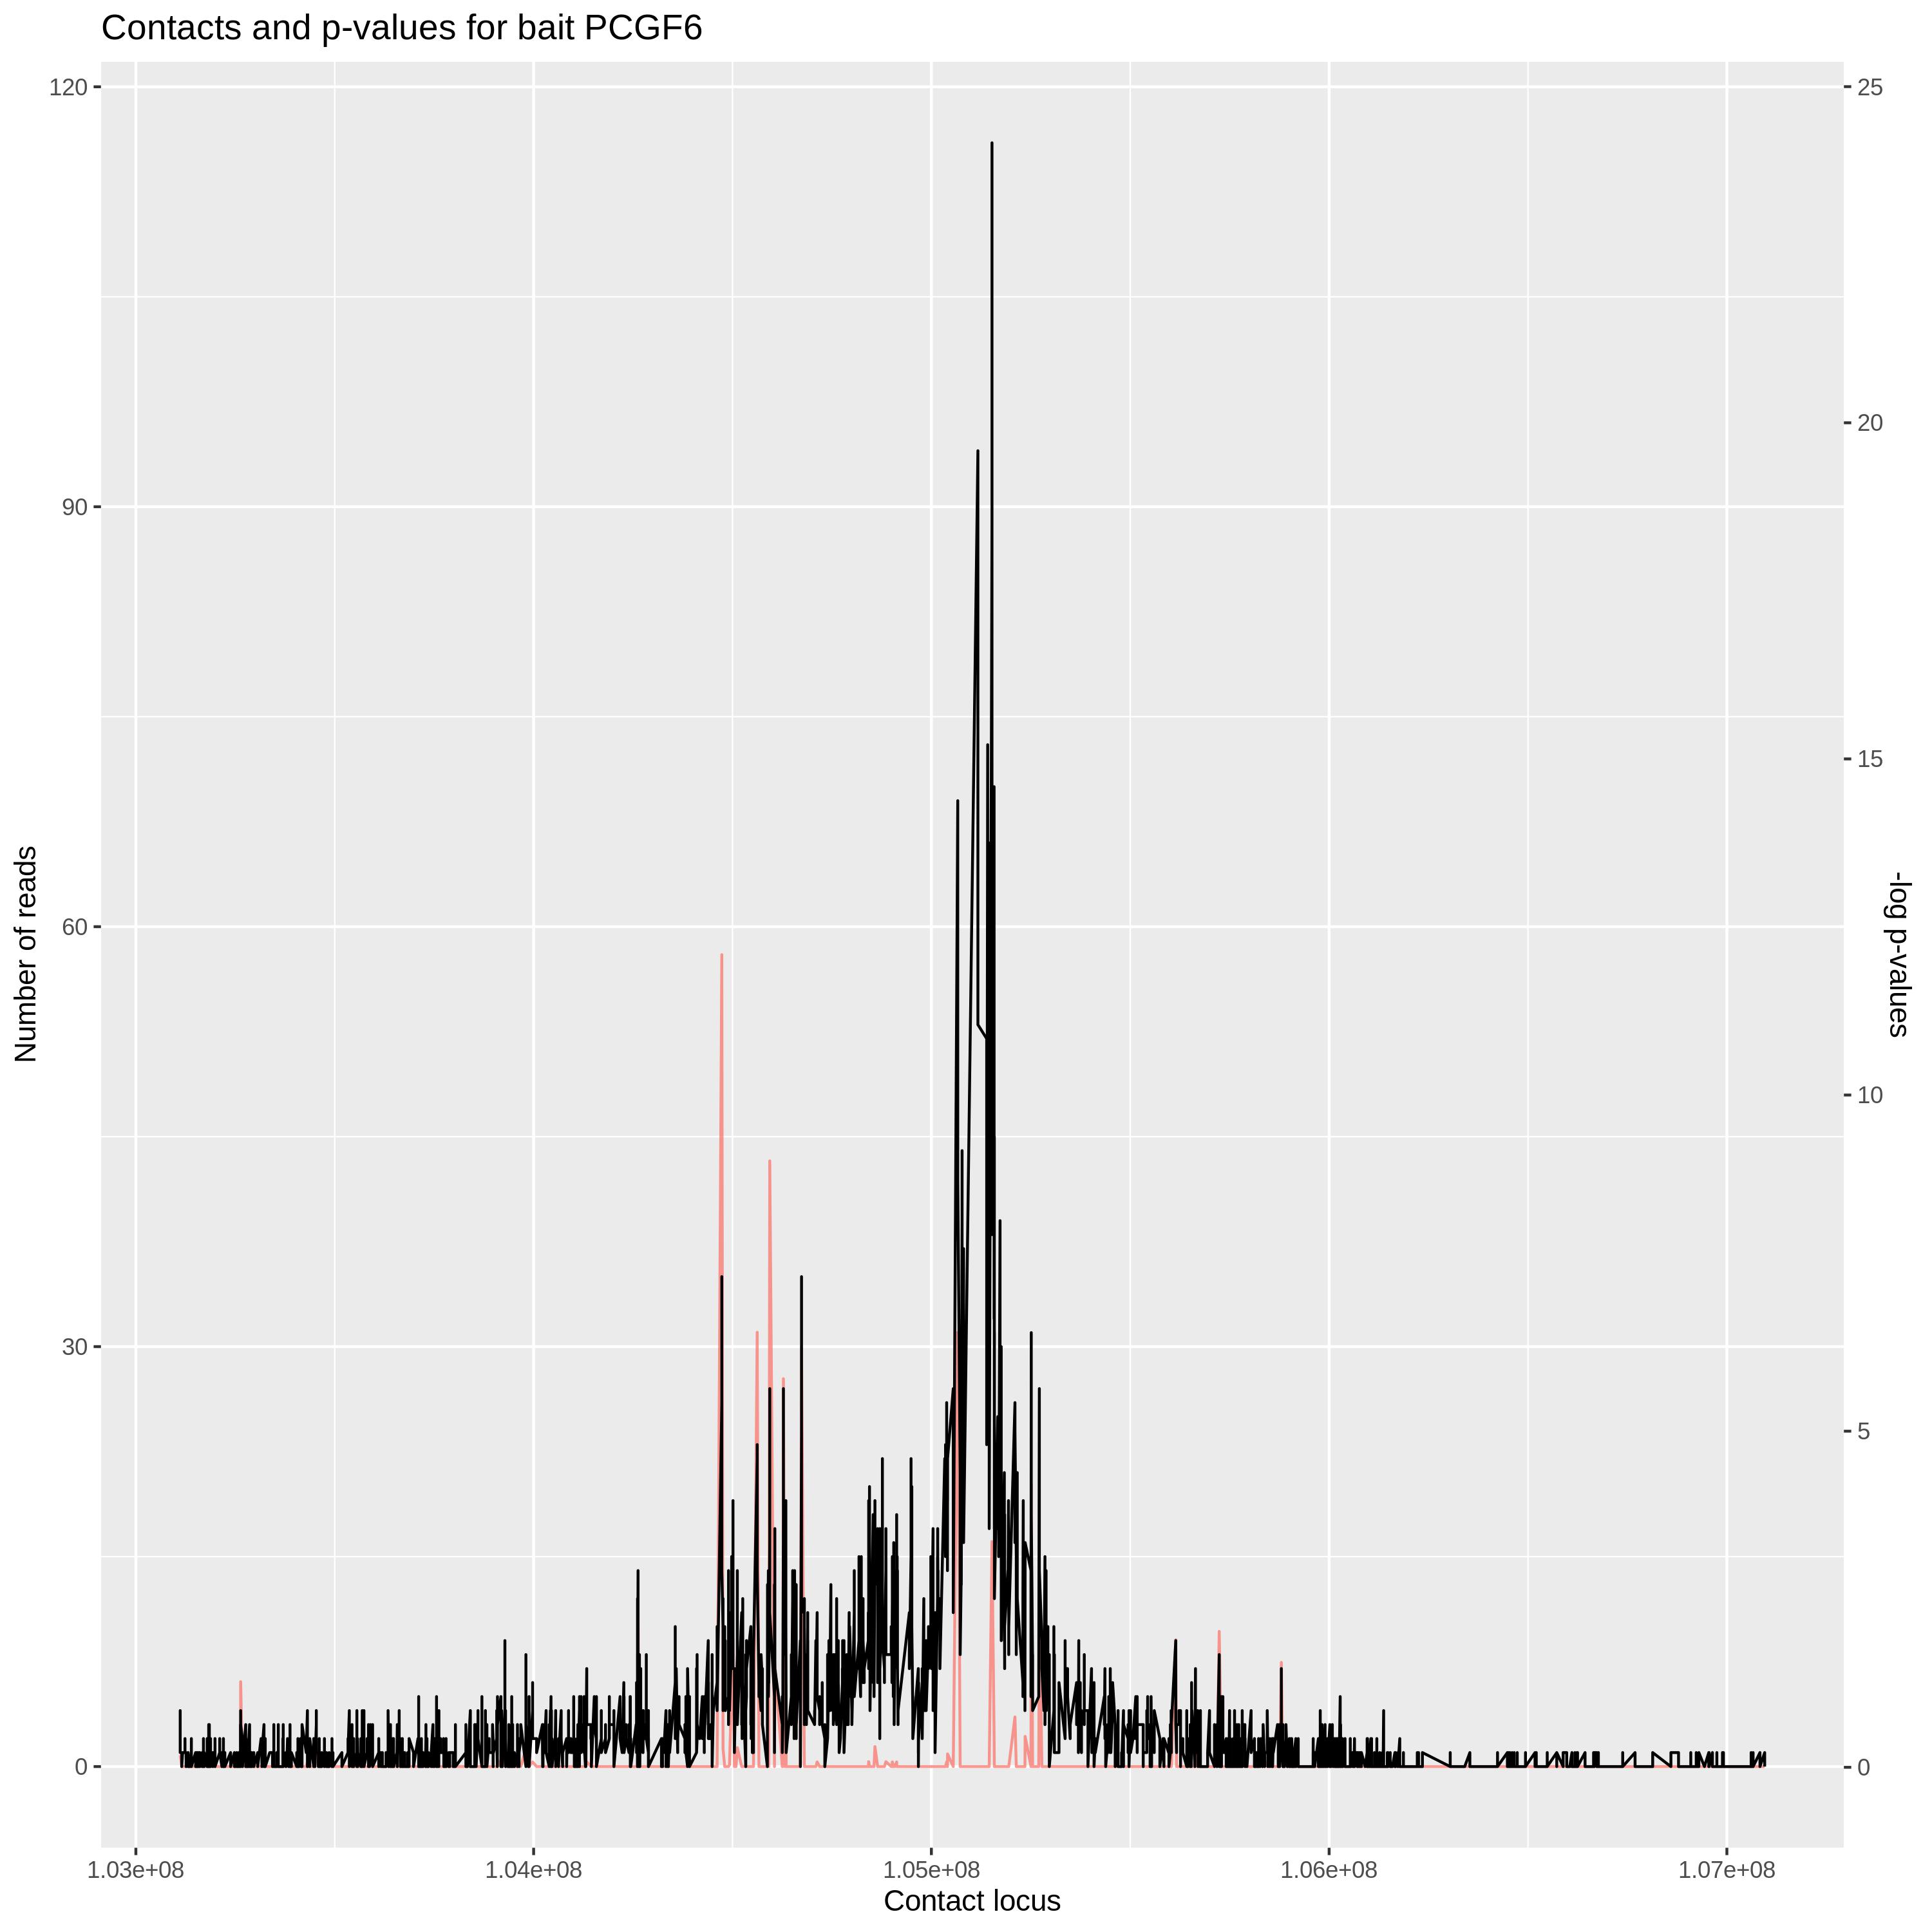 Contacts and p-values for bait PCGF6
120
90
60
30
0
Number of reads
25
20
15
10
5
0
-log p-values
1.03e+08
1.04e+08
1.05e+08
1.06e+08
1.07e+08
Contact locus